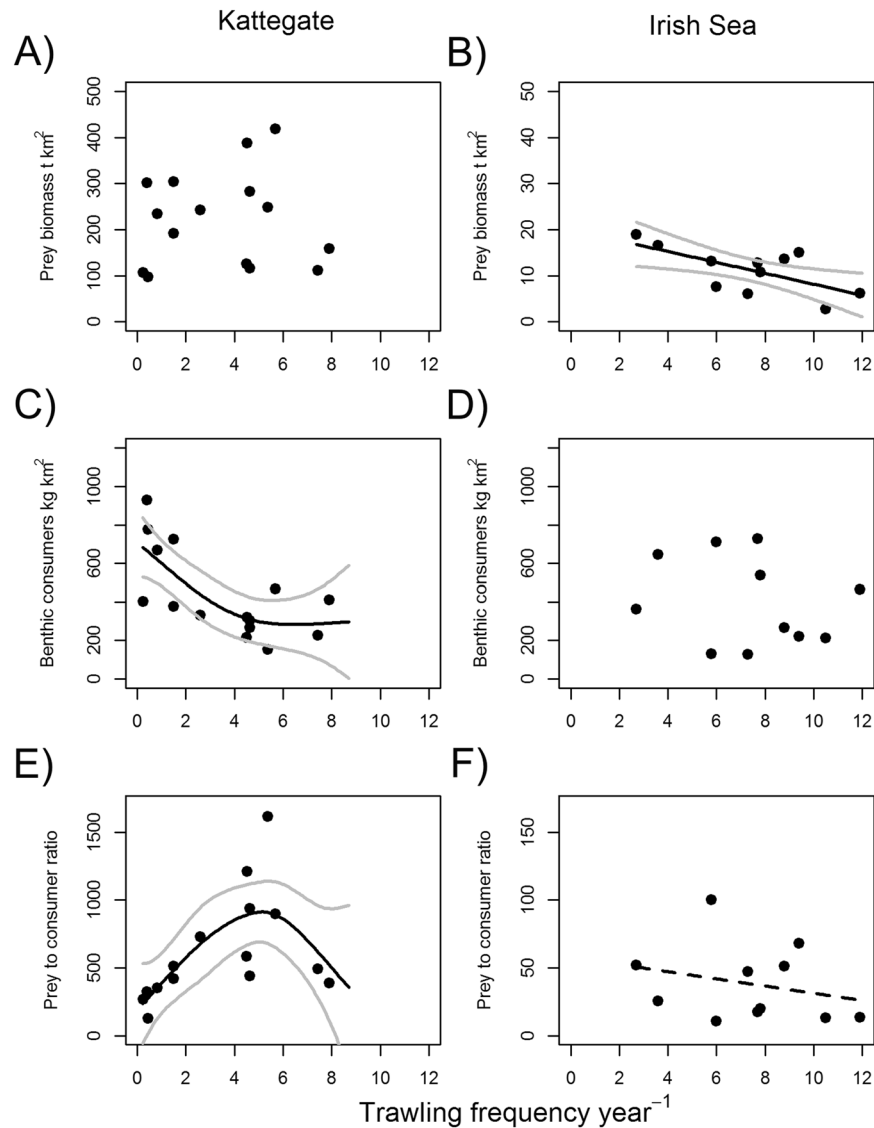 Kattegate
Irish Sea
A)
B)
Prey biomass t km²
0 100 200 300 400 500
0 2 4 6 8 10 12
Prey biomass t km²
0 10 20 30 40 50
0 2 4 6 8 10 12
C)
D)
Benthic consumers kg km²
0 200 600 1000
0 2 4 6 8 10 12
Benthic consumers kg km²
0 200 600 1000
0 2 4 6 8 10 12
E)
F)
Prey to consumer ratio
0 500 1000 1500
0 2 4 6 8 10 12
Prey to consumer ratio
0 50 100 150
0 2 4 6 8 10 12
Trawling frequency year⁻¹